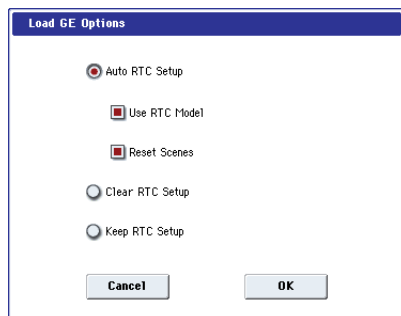 Load GE Options
Auto RTC Setup
Use RTC Model
Reset Scenes
Clear RTC Setup
Keep RTC Setup
Cancel OK